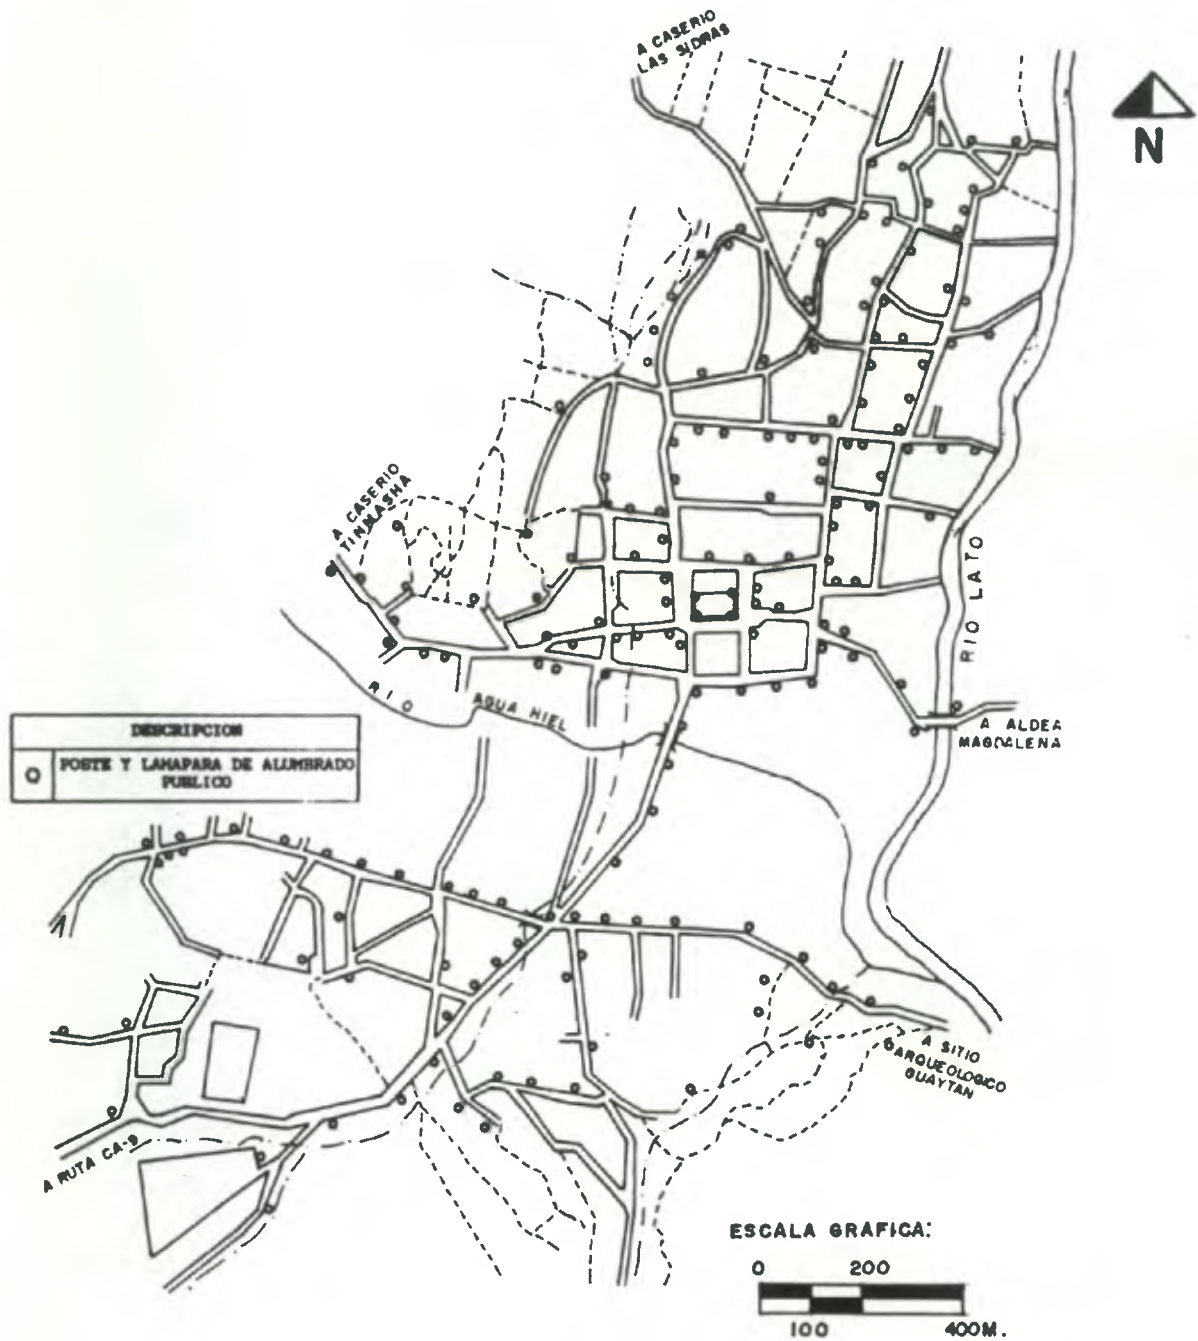 A CASERIO
LAS SIDRAS
N
A CASERIO
TINMASHA
RIO LATO
RIO
AGUA HIEL
A ALDEA
MAGDALENA
DESCRIPCION
POSTE Y LAMAPARA DE ALUMBRADO
PUBLICO
A SITIO
ARQUEOLOGICO
GUAYTAN
A RUTA CA-9
ESCALA GRAFICA:
0 200
100 400M.